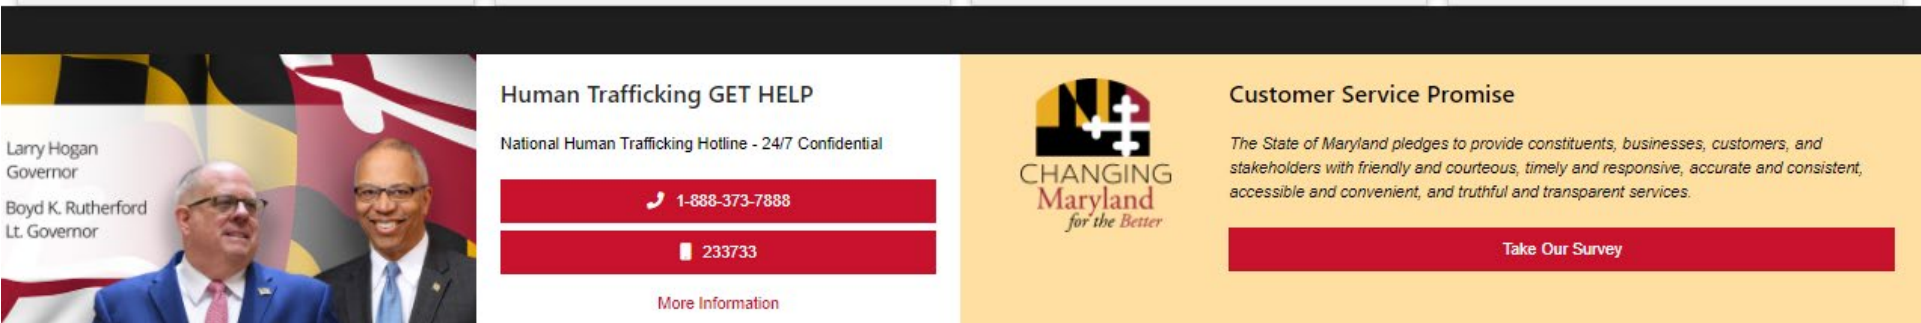 Larry Hogan
Governor
Boyd K. Rutherford
Lt. Governor
Human Trafficking GET HELP
National Human Trafficking Hotline - 24/7 Confidential
1-888-373-7888
233733
More Information
CHANGING
Maryland
for the Better
Customer Service Promise
The State of Maryland pledges to provide constituents, businesses, customers, and
stakeholders with friendly and courteous, timely and responsive, accurate and consistent,
accessible and convenient, and truthful and transparent services.
Take Our Survey